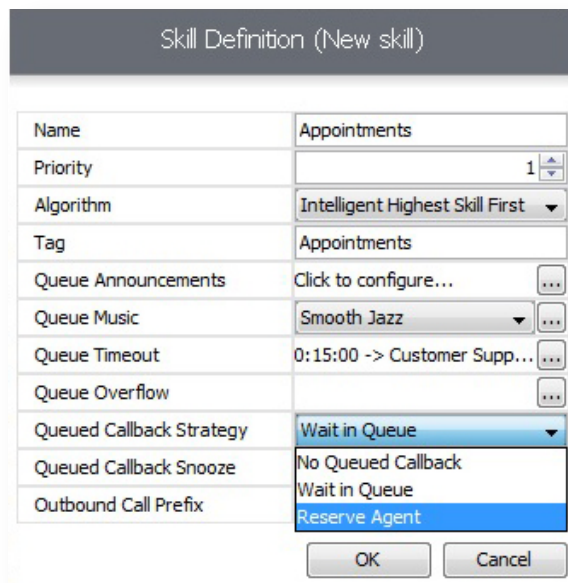 Skill Definition (New skill)
Name Appointments
Priority 1
Algorithm Intelligent Highest Skill First
Tag Appointments
Queue Announcements Click to configure... ...
Queue Music Smooth Jazz ...
Queue Timeout 0:15:00 -> Customer Supp... ...
Queue Overflow ...
Queued Callback Strategy Wait in Queue
Queued Callback Snooze No Queued Callback
Wait in Queue
Outbound Call Prefix Reserve Agent
OK Cancel